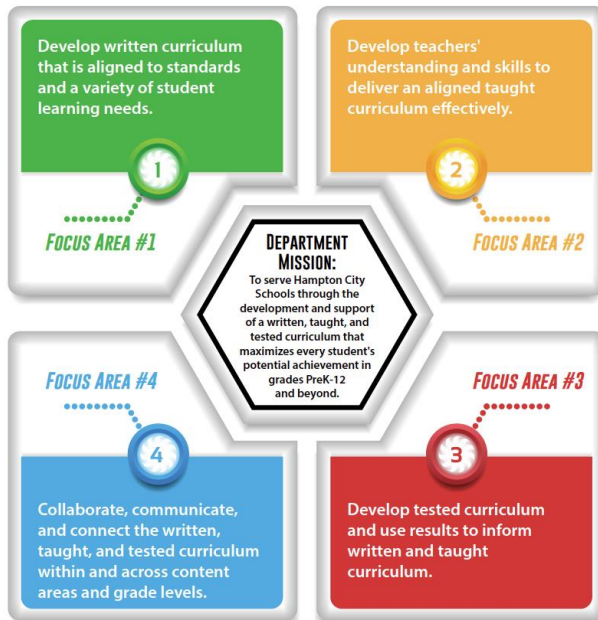 Develop written curriculum
that is aligned to standards
and a variety of student
learning needs.
1
FOCUS AREA #1
Develop teachers'
understanding and skills to
deliver an aligned taught
curriculum effectively.
2
FOCUS AREA #2
DEPARTMENT
MISSION:
To serve Hampton City
Schools through the
development and support
of a written, taught, and
tested curriculum that
maximizes every student's
potential achievement in
grades PreK-12
and beyond.
FOCUS AREA #3
3
Develop tested curriculum
and use results to inform
written and taught
curriculum.
FOCUS AREA #4
4
Collaborate, communicate,
and connect the written,
taught, and tested curriculum
within and across content
areas and grade levels.